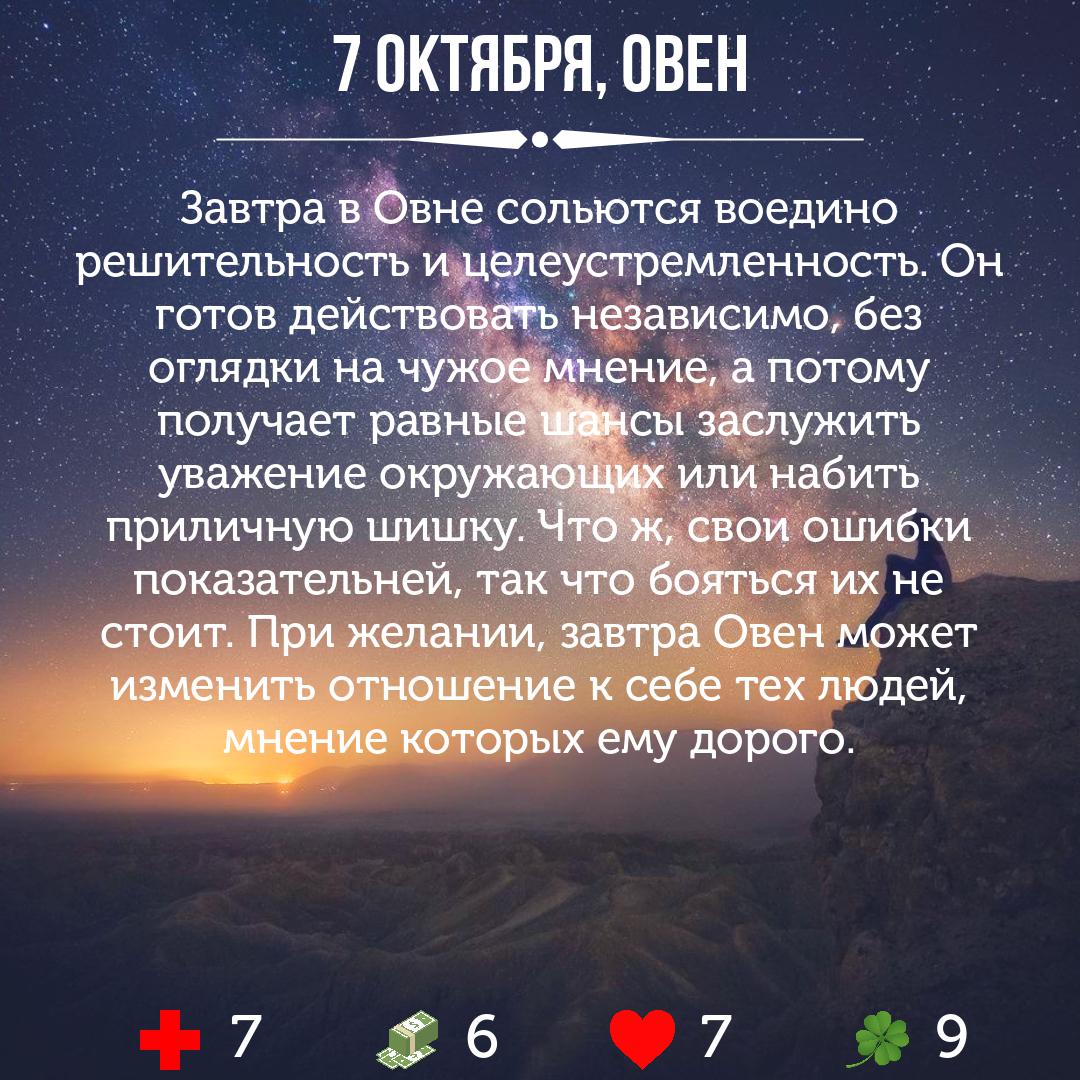 7 ОКТЯБРЯ, ОВЕН
Завтра в Овне сольются воедино
решительность и целеустремленность. Он
готов действовать независимо, без
оглядки на чужое мнение, а потому
получает равные шансы заслужить
уважение окружающих или набить
приличную шишку. Что ж, свои ошибки
показательней, так что бояться их не
стоит. При желании, завтра Овен может
изменить отношение к себе тех людей,
мнение которых ему дорого.
7 6 7 9